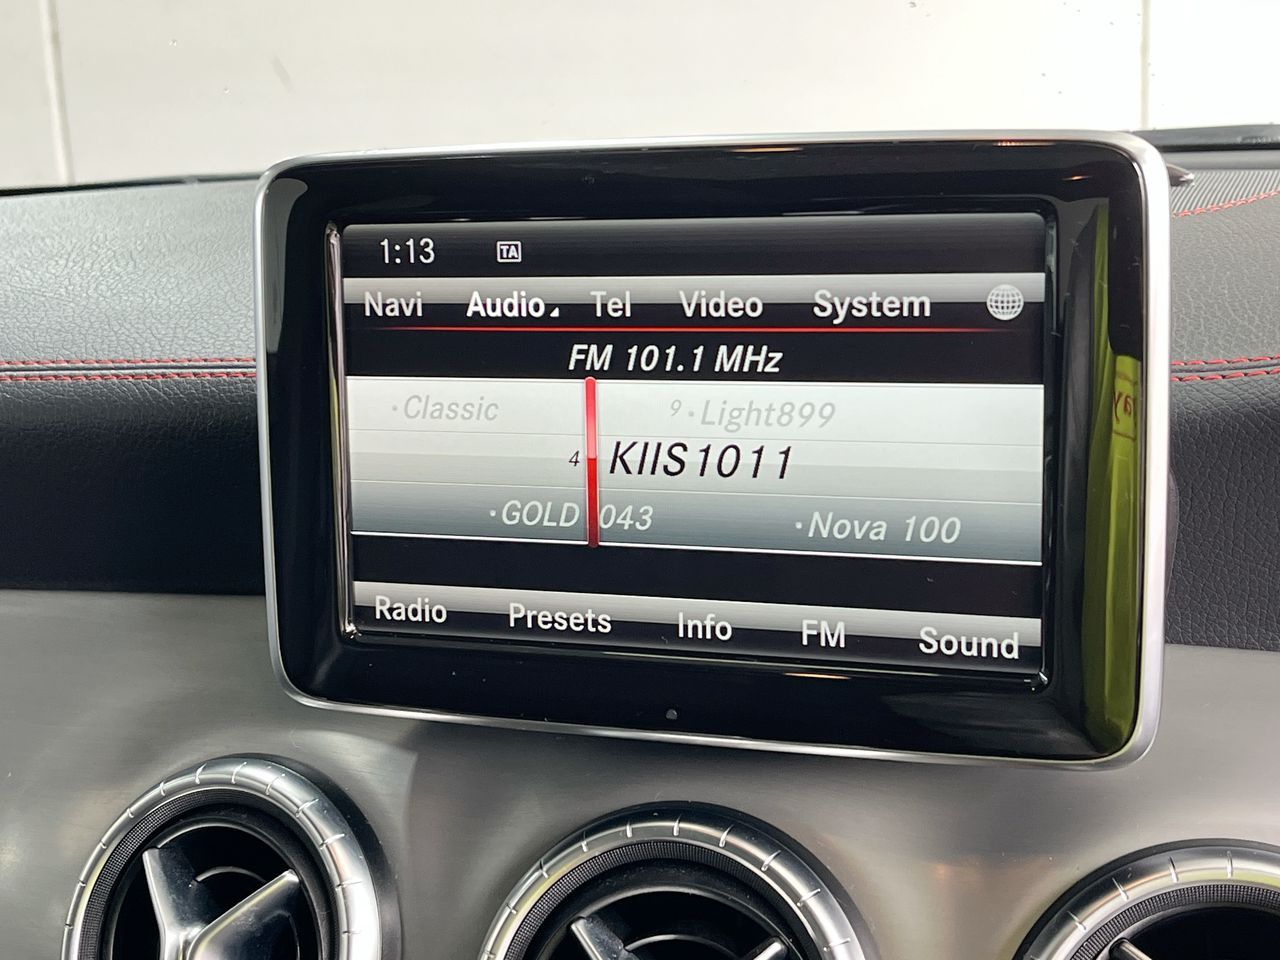 1:13 TA
Navi Audio Tel Video System
FM 101.1 MHz
·Classic 9·Light899
4 KIIS1011
·GOLD 043 ·Nova 100
Radio Presets Info FM Sound